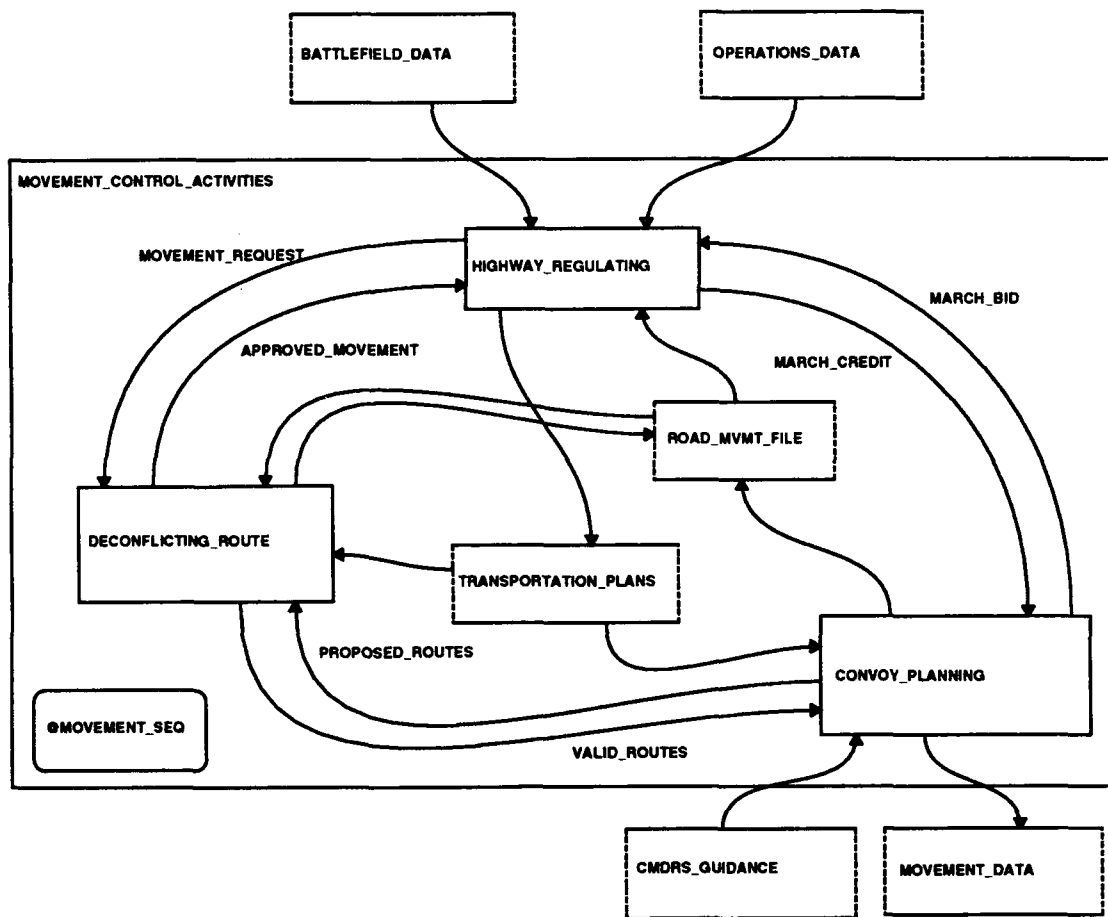 BATTLEFIELD_DATA
OPERATIONS_DATA
MOVEMENT_CONTROL_ACTIVITIES
MOVEMENT_REQUEST
HIGHWAY_REGULATING
MARCH_BID
APPROVED_MOVEMENT
MARCH_CREDIT
ROAD_MVMT_FILE
DECONFLICTING_ROUTE
TRANSPORTATION_PLANS
PROPOSED_ROUTES
CONVOY_PLANNING
@MOVEMENT_SEQ
VALID_ROUTES
CMDRS_GUIDANCE
MOVEMENT_DATA